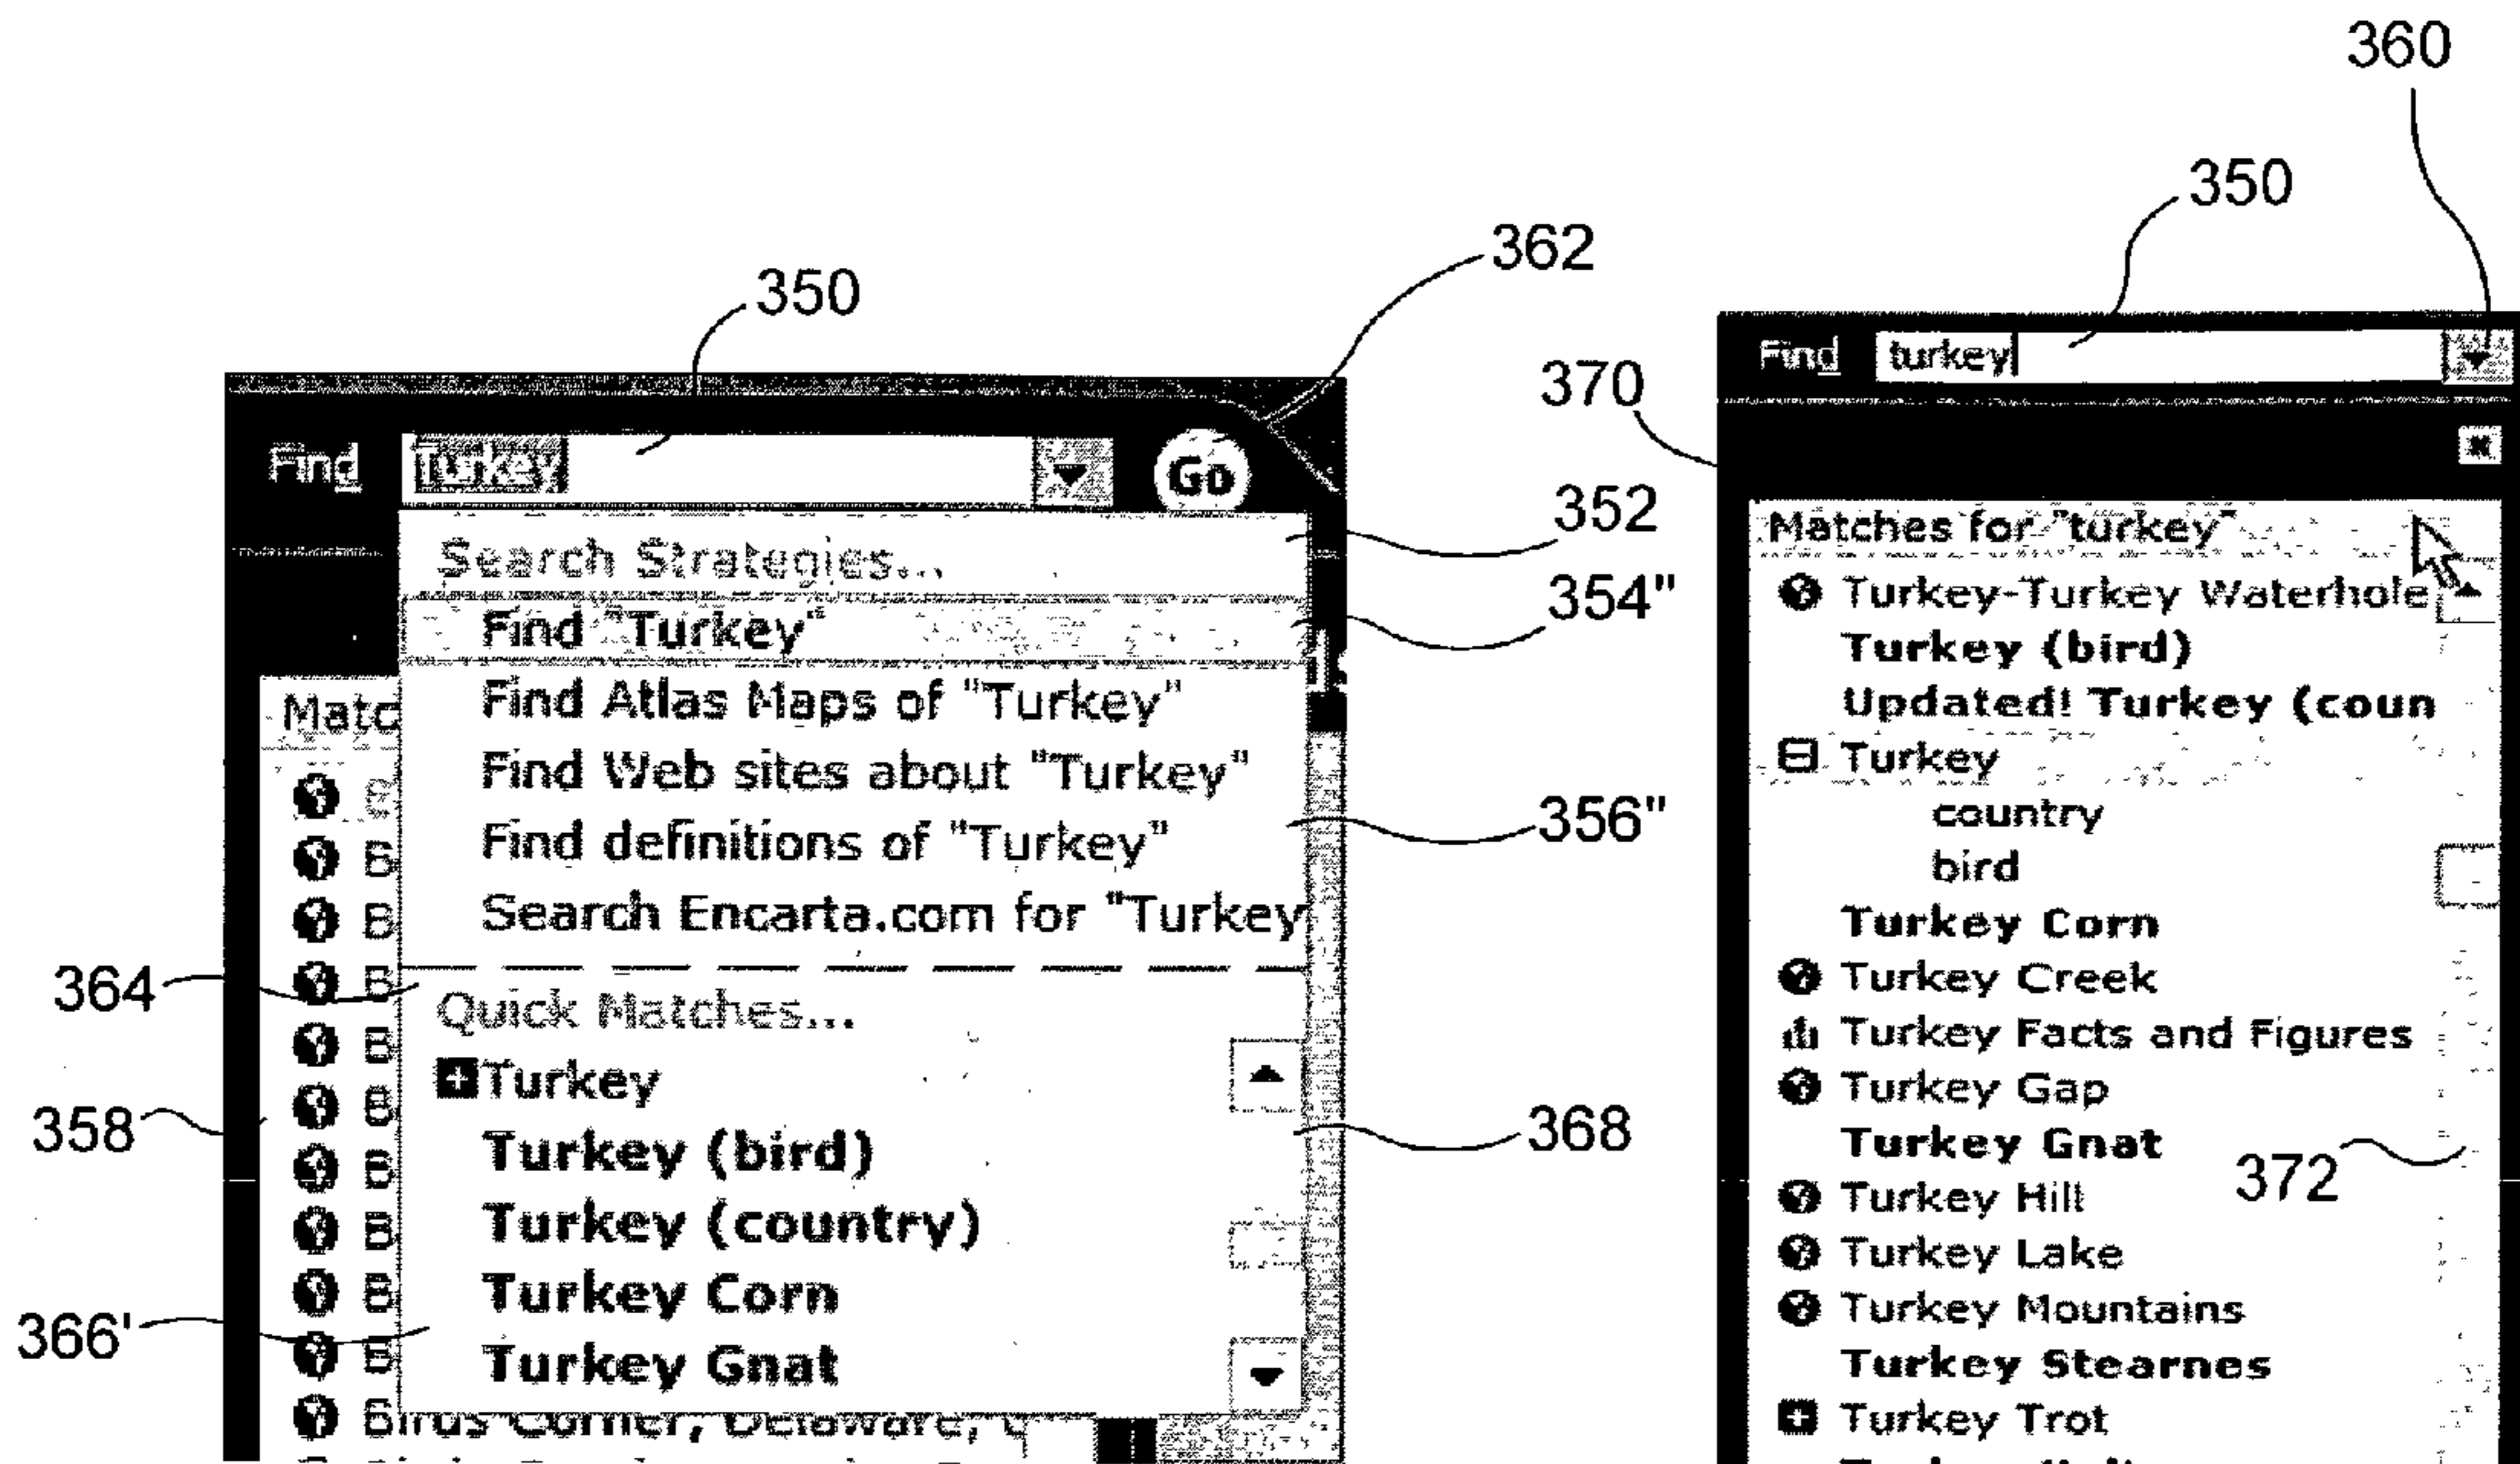 360
350
362
350
Find turkey
370
Find Turkey Go
352
Search Strategies...
354"
Find "Turkey"
Find Atlas Maps of "Turkey"
Find Web sites about "Turkey"
356"
Find definitions of "Turkey"
Search Encarta.com for "Turkey
364
Quick Matches...
Turkey
358
368
Turkey (bird)
Turkey (country)
Turkey Corn
366'
Turkey Gnat
Matc
B
B
B
B
B
B
B
B
Matches for "turkey"
Turkey-Turkey Waterhole
Turkey (bird)
Updated! Turkey (coun
Turkey
country
bird
Turkey Corn
Turkey Creek
Turkey Facts and Figures
Turkey Gap
Turkey Gnat
372
Turkey Hill
Turkey Lake
Turkey Mountains
Turkey Stearnes
Turkey Trot